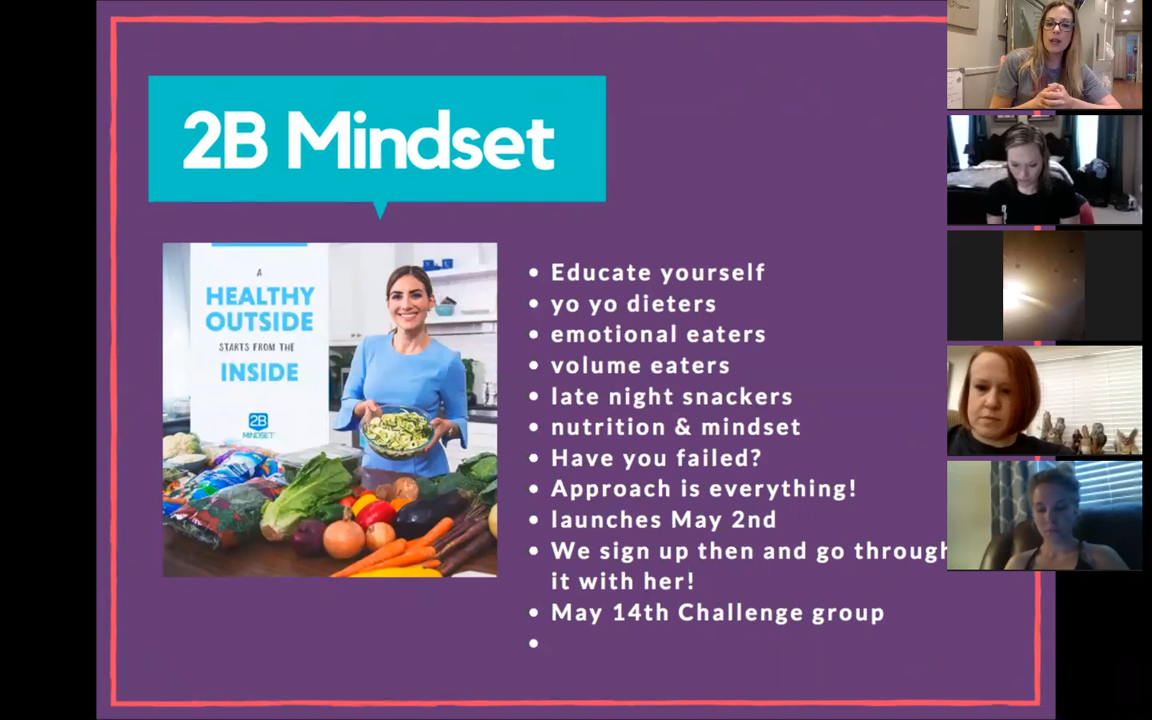 2B Mindset
A
HEALTHY
OUTSIDE
STARTS FROM THE
INSIDE
2B
MINDSET
• Educate yourself
• yo yo dieters
• emotional eaters
• volume eaters
• late night snackers
• nutrition & mindset
• Have you failed?
• Approach is everything!
• launches May 2nd
• We sign up then and go through
it with her!
• May 14th Challenge group
•